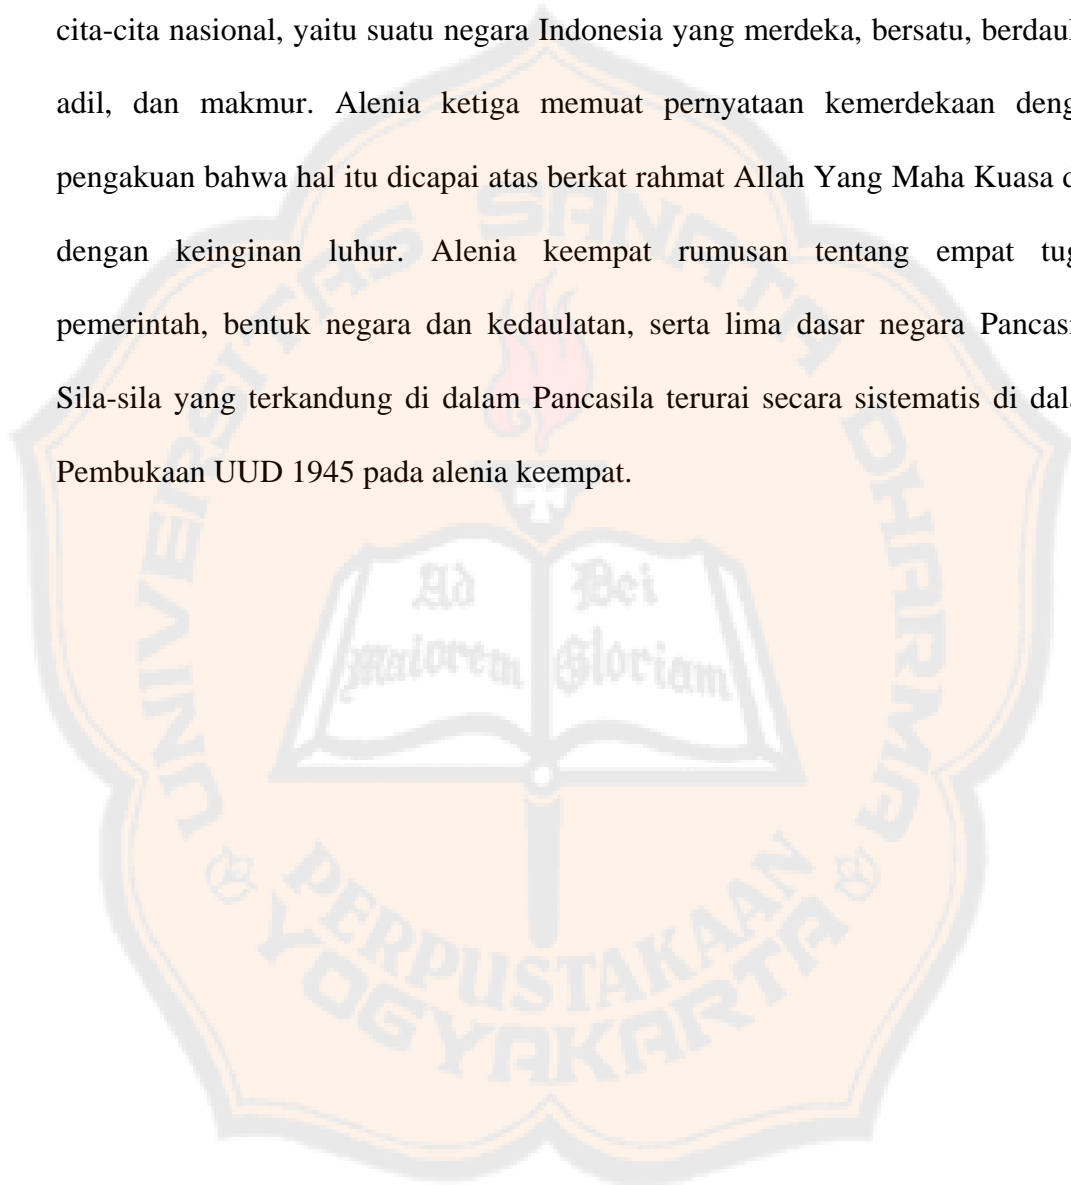 cita-cita nasional, yaitu suatu negara Indonesia yang merdeka, bersatu,
adil, dan makmur. Alenia ketiga memuat pernyataan kemerdekaan
pengakuan bahwa hal itu dicapai atas berkat rahmat Allah Yang Maha Kuasa
dengan keinginan luhur. Alenia keempat rumusan tentang empat
pemerintah, bentuk negara dan kedaulatan, serta lima dasar negara
Sila-sila yang terkandung di dalam Pancasila terurai secara sistematis di
Pembukaan UUD 1945 pada alenia keempat.
UNIVERSITAS SANATA DHARMA
Ad Dei
Maiorem Gloriam
PERPUSTAKAAN
YOGYAKARTA